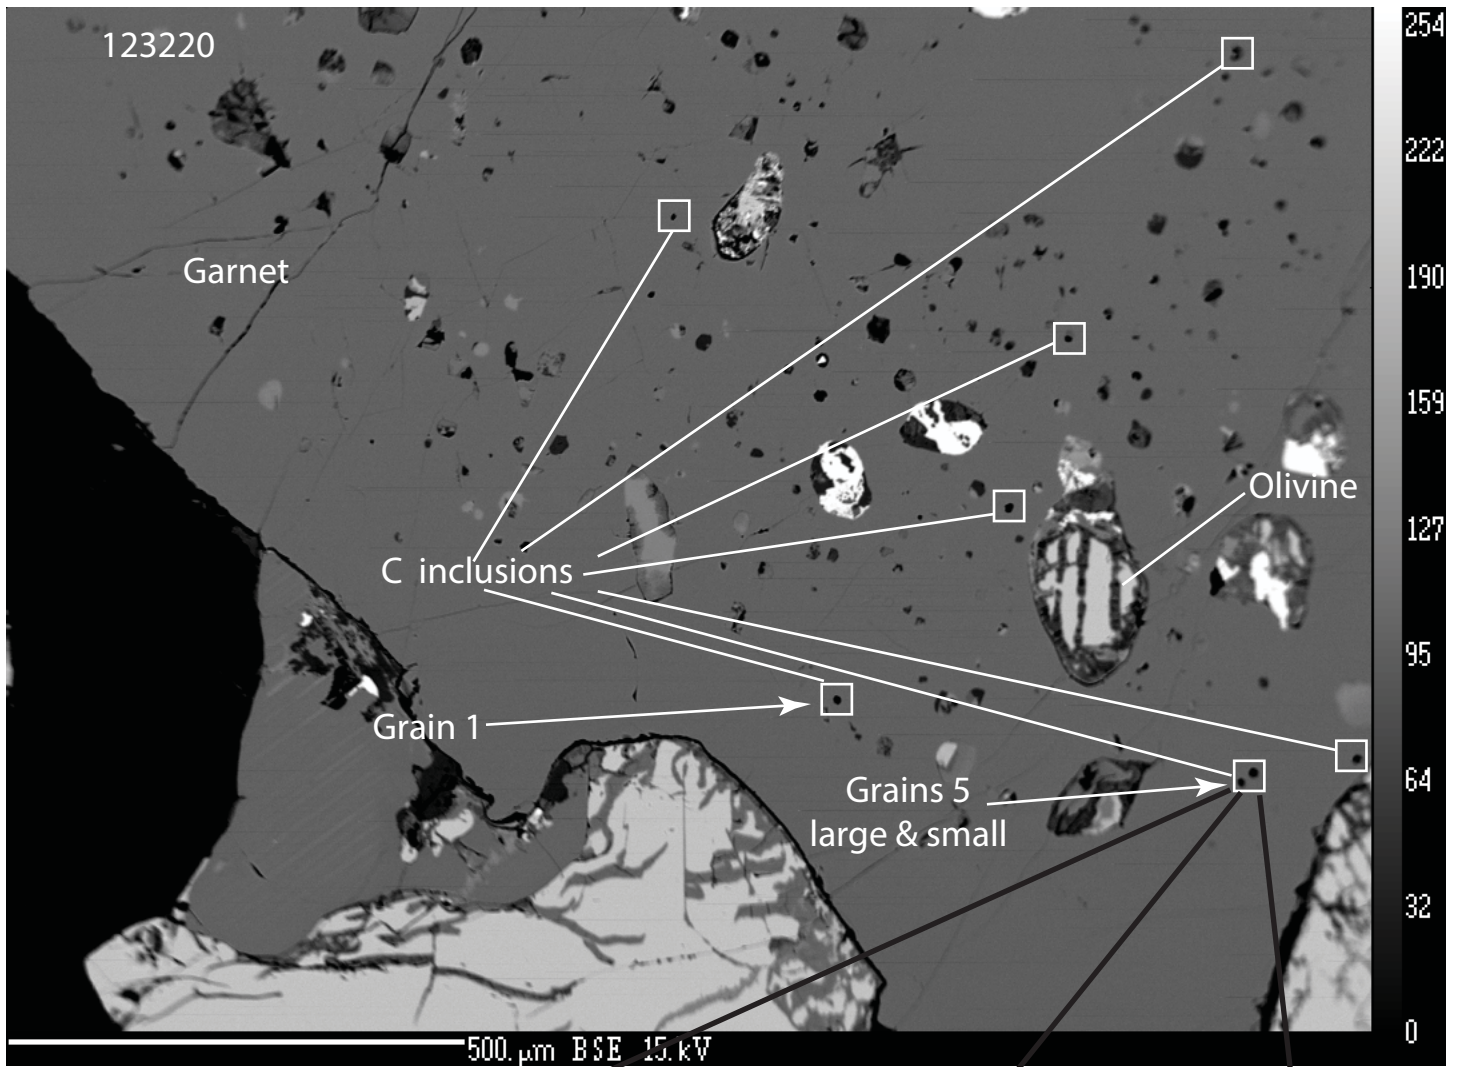 123220
254
222
Garnet
190
159
Olivine
127
C inclusions
95
Grain 1
Grains 5
large & small
64
32
0
500.μm BSE 15.kV